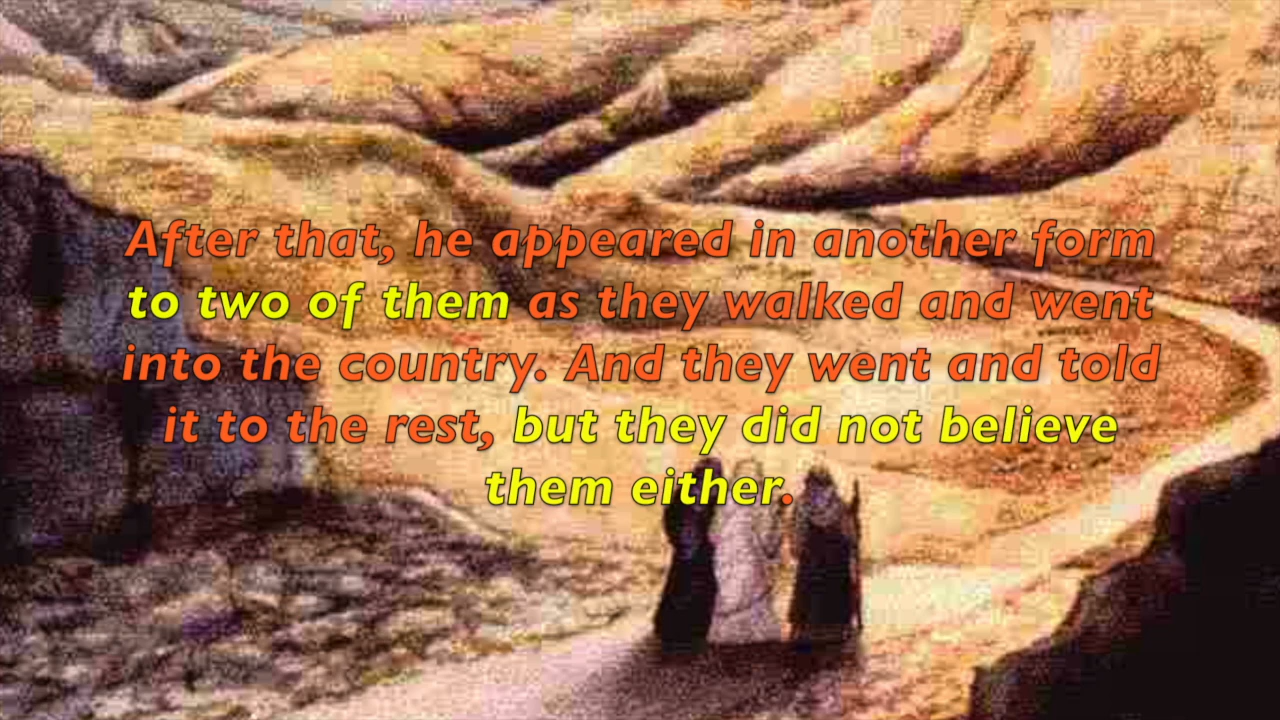 After that, he appeared in another form
to two of them as they walked and went
into the country. And they went and told
it to the rest, but they did not believe
them either.